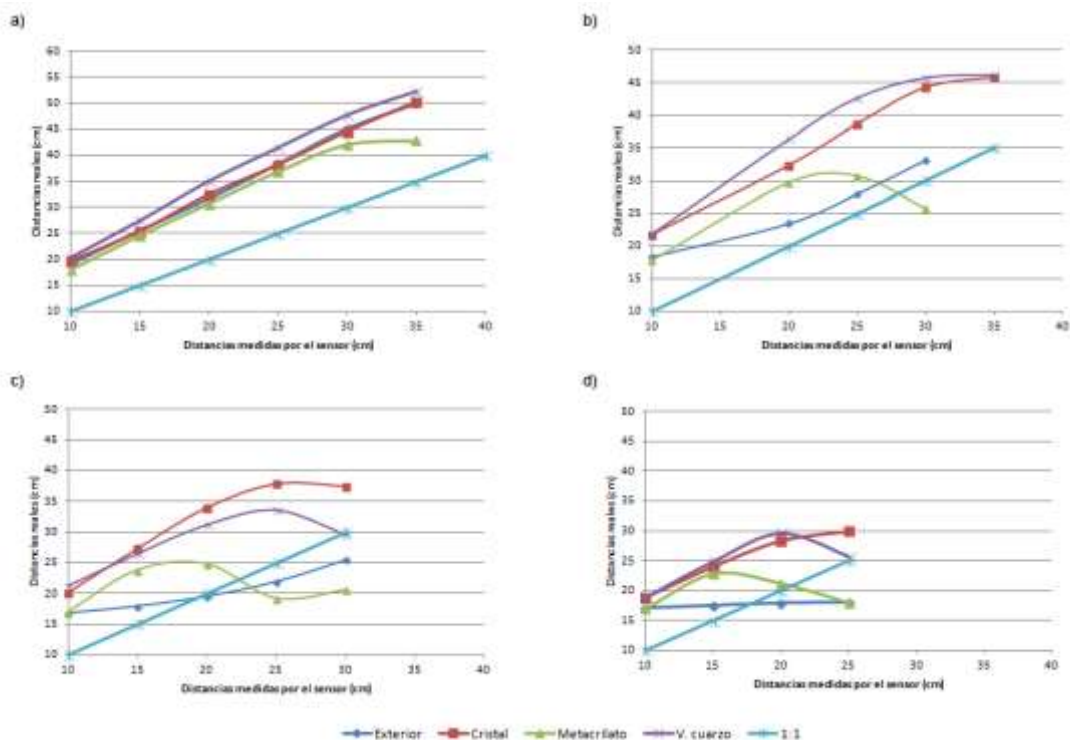 a)
60
55
50
45
40
35
30
25
20
15
10
Distancias reales (cm)
10 15 20 25 30 35 40
Distancias medidas por el sensor (cm)
b)
50
45
40
35
30
25
20
15
10
Distancias reales (cm)
10 15 20 25 30 35 40
Distancias medidas por el sensor (cm)
c)
50
45
40
35
30
25
20
15
10
Distancias reales (cm)
10 15 20 25 30 35 40
Distancias medidas por el sensor (cm)
d)
50
45
40
35
30
25
20
15
10
Distancias reales (cm)
10 15 20 25 30 35 40
Distancias medidas por el sensor (cm)
Exterior Cristal Metacrilato V. cuarzo 1:1